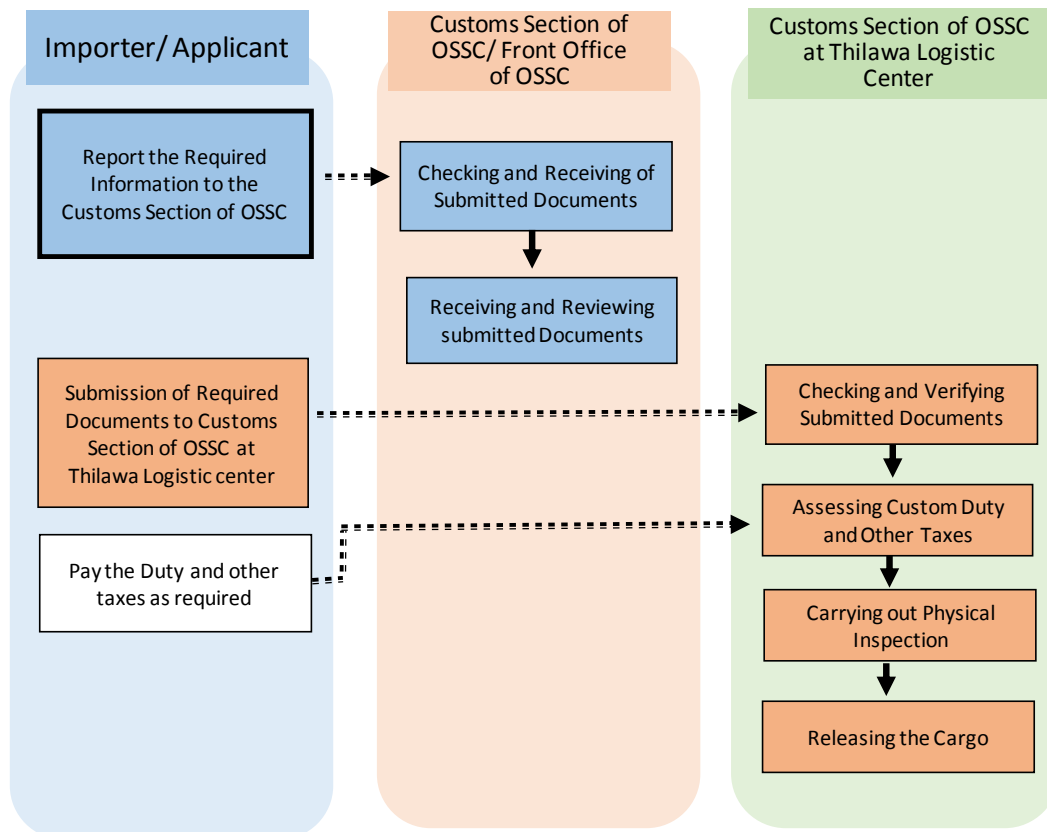 Importer/ Applicant
Customs Section of
OSSC/ Front Office
of OSSC
Customs Section of OSSC
at Thilawa Logistic
Center
Report the Required
Information to the
Customs Section of OSSC
Checking and Receiving of
Submitted Documents
Receiving and Reviewing
submitted Documents
Submission of Required
Documents to Customs
Section of OSSC at
Thilawa Logistic center
Checking and Verifying
Submitted Documents
Assessing Custom Duty
and Other Taxes
Pay the Duty and other
taxes as required
Carrying out Physical
Inspection
Releasing the Cargo